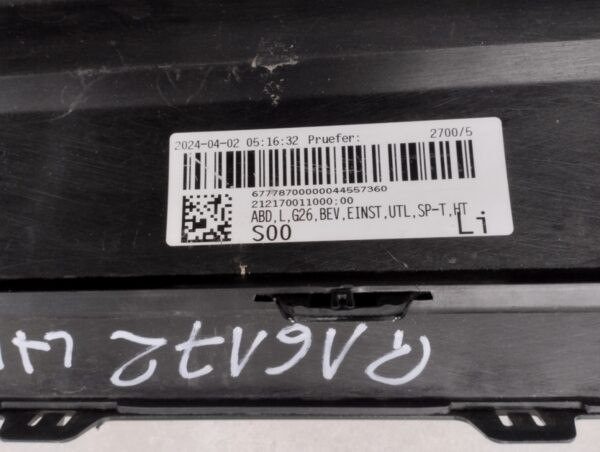 2024-04-02 05:16:32 Pruefer: 2700/5
67778700000044557360
212170011000;00
ABD,L,G26,BEV,EINST,UTL,SP-T,HT
S00 Li